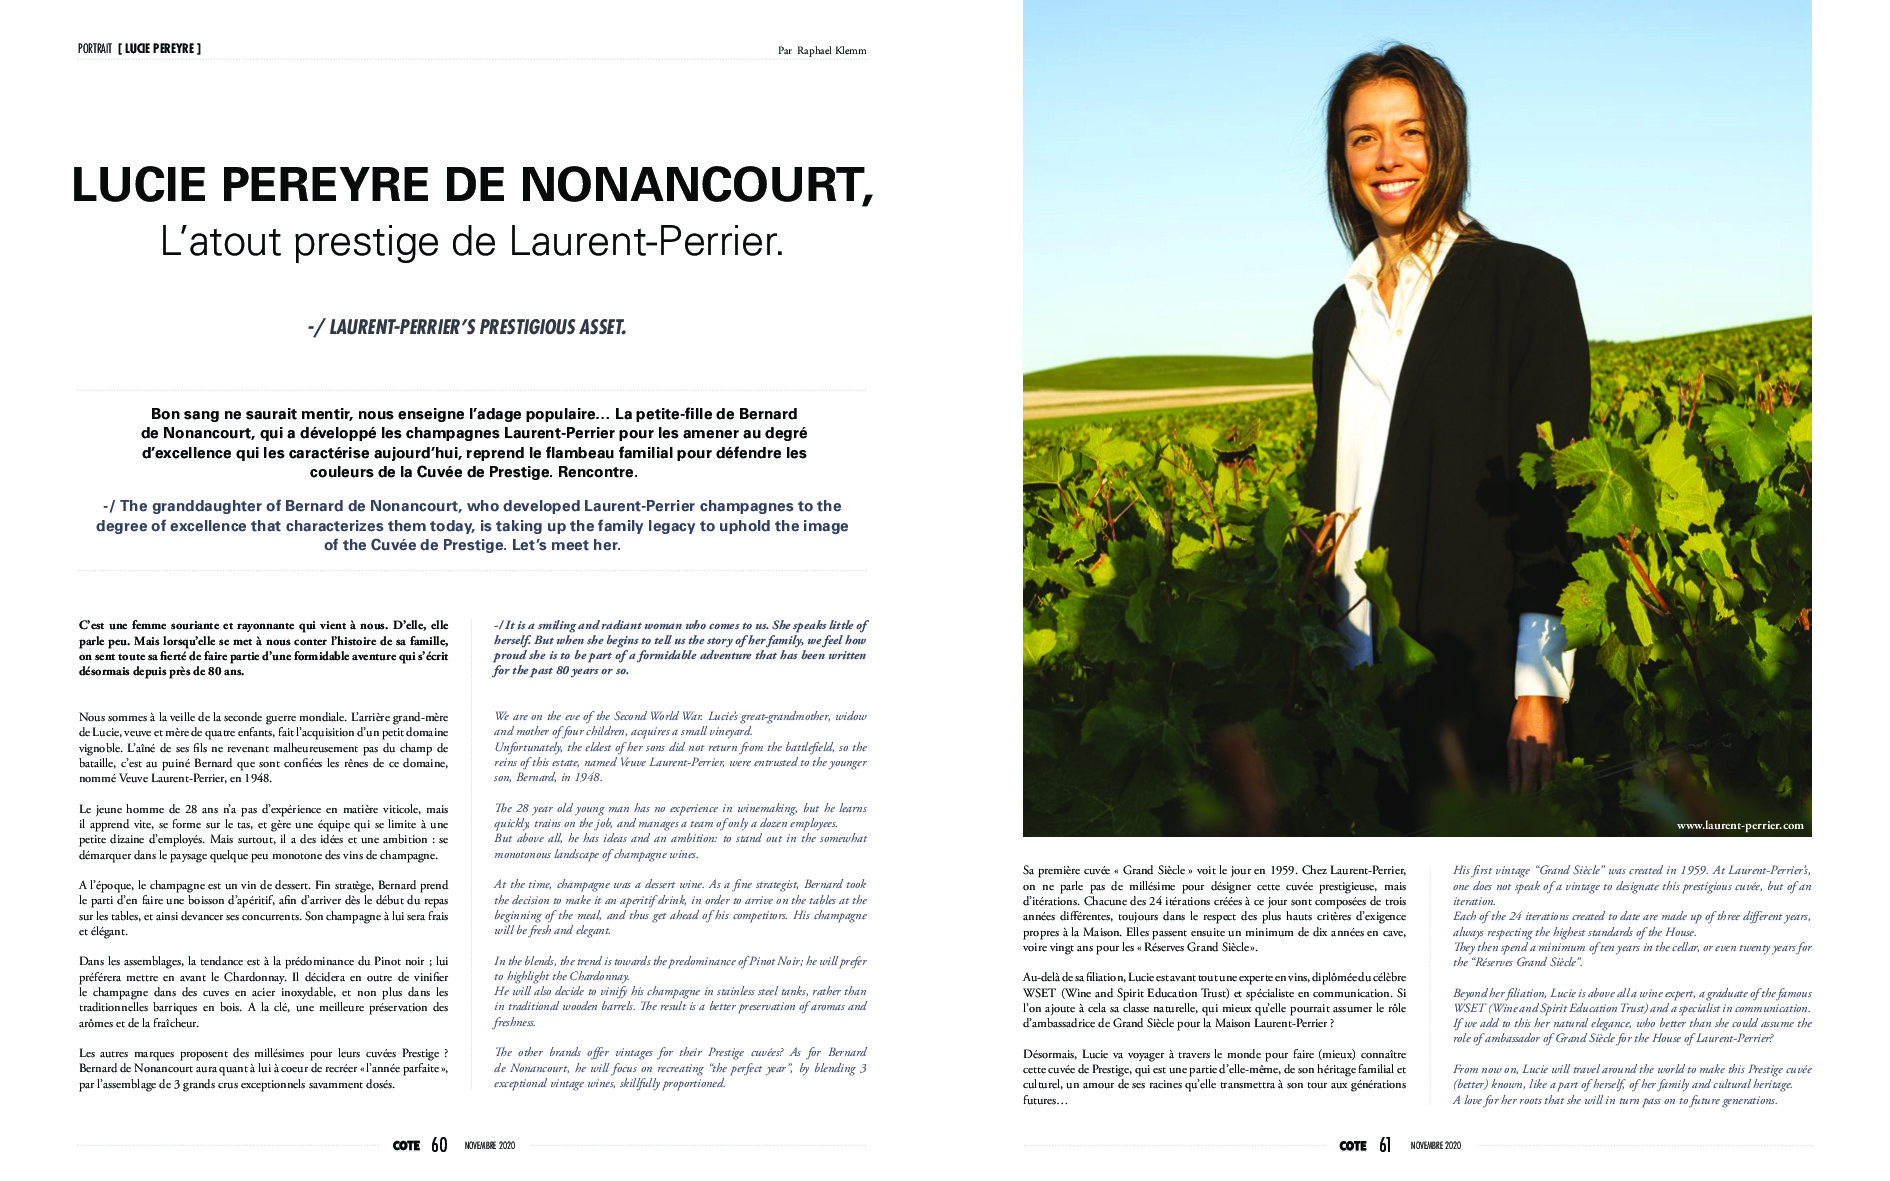 PORTRAIT [ LUCIE PEREYRE ]
Par Raphael Klemm
LUCIE PEREYRE DE NONANCOURT,
L’atout prestige de Laurent-Perrier.
-/ LAURENT-PERRIER’S PRESTIGIOUS ASSET.
Bon sang ne saurait mentir, nous enseigne l’adage populaire… La petite-fille de Bernard
de Nonancourt, qui a développé les champagnes Laurent-Perrier pour les amener au degré
d’excellence qui les caractérise aujourd’hui, reprend le flambeau familial pour défendre les
couleurs de la Cuvée de Prestige. Rencontre.
-/ The granddaughter of Bernard de Nonancourt, who developed Laurent-Perrier champagnes to the
degree of excellence that characterizes them today, is taking up the family legacy to uphold the image
of the Cuvée de Prestige. Let’s meet her.
C’est une femme souriante et rayonnante qui vient à nous. D’elle, elle
parle peu. Mais lorsqu’elle se met à nous conter l’histoire de sa famille,
on sent toute sa fierté de faire partie d’une formidable aventure qui s’écrit
désormais depuis près de 80 ans.
Nous sommes à la veille de la seconde guerre mondiale. L’arrière grand-mère
de Lucie, veuve et mère de quatre enfants, fait l’acquisition d’un petit domaine
vignoble. L’aîné de ses fils ne revenant malheureusement pas du champ de
bataille, c’est au puiné Bernard que sont confiées les rênes de ce domaine,
nommé Veuve Laurent-Perrier, en 1948.
Le jeune homme de 28 ans n’a pas d’expérience en matière viticole, mais
il apprend vite, se forme sur le tas, et gère une équipe qui se limite à une
petite dizaine d’employés. Mais surtout, il a des idées et une ambition : se
démarquer dans le paysage quelque peu monotone des vins de champagne.
A l’époque, le champagne est un vin de dessert. Fin stratège, Bernard prend
le parti d’en faire une boisson d’apéritif, afin d’arriver dès le début du repas
sur les tables, et ainsi devancer ses concurrents. Son champagne à lui sera frais
et élégant.
Dans les assemblages, la tendance est à la prédominance du Pinot noir ; lui
préférera mettre en avant le Chardonnay. Il décidera en outre de vinifier
le champagne dans des cuves en acier inoxydable, et non plus dans les
traditionnelles barriques en bois. A la clé, une meilleure préservation des
arômes et de la fraîcheur.
Les autres marques proposent des millésimes pour leurs cuvées Prestige ?
Bernard de Nonancourt aura quant à lui à coeur de recréer « l’année parfaite »,
par l’assemblage de 3 grands crus exceptionnels savamment dosés.
-/ It is a smiling and radiant woman who comes to us. She speaks little of
herself. But when she begins to tell us the story of her family, we feel how
proud she is to be part of a formidable adventure that has been written
for the past 80 years or so.
We are on the eve of the Second World War. Lucie’s great-grandmother, widow
and mother of four children, acquires a small vineyard.
Unfortunately, the eldest of her sons did not return from the battlefield, so the
reins of this estate, named Veuve Laurent-Perrier, were entrusted to the younger
son, Bernard, in 1948.
The 28 year old young man has no experience in winemaking, but he learns
quickly, trains on the job, and manages a team of only a dozen employees.
But above all, he has ideas and an ambition: to stand out in the somewhat
monotonous landscape of champagne wines.
At the time, champagne was a dessert wine. As a fine strategist, Bernard took
the decision to make it an aperitif drink, in order to arrive on the tables at the
beginning of the meal, and thus get ahead of his competitors. His champagne
will be fresh and elegant.
In the blends, the trend is towards the predominance of Pinot Noir; he will prefer
to highlight the Chardonnay.
He will also decide to vinify his champagne in stainless steel tanks, rather than
in traditional wooden barrels. The result is a better preservation of aromas and
freshness.
The other brands offer vintages for their Prestige cuvées? As for Bernard
de Nonancourt, he will focus on recreating “the perfect year”, by blending 3
exceptional vintage wines, skillfully proportioned.
COTE 60 NOVEMBRE 2020
www.laurent-perrier.com
Sa première cuvée « Grand Siècle » voit le jour en 1959. Chez Laurent-Perrier,
on ne parle pas de millésime pour désigner cette cuvée prestigieuse, mais
d’itérations. Chacune des 24 itérations créées à ce jour sont composées de trois
années différentes, toujours dans le respect des plus hauts critères d’exigence
propres à la Maison. Elles passent ensuite un minimum de dix années en cave,
voire vingt ans pour les « Réserves Grand Siècle».
Au-delà de sa filiation, Lucie est avant tout une experte en vins, diplômée du célèbre
WSET (Wine and Spirit Education Trust) et spécialiste en communication. Si
l’on ajoute à cela sa classe naturelle, qui mieux qu’elle pourrait assumer le rôle
d’ambassadrice de Grand Siècle pour la Maison Laurent-Perrier ?
Désormais, Lucie va voyager à travers le monde pour faire (mieux) connaître
cette cuvée de Prestige, qui est une partie d’elle-même, de son héritage familial et
culturel, un amour de ses racines qu’elle transmettra à son tour aux générations
futures…
His first vintage “Grand Siècle” was created in 1959. At Laurent-Perrier’s,
one does not speak of a vintage to designate this prestigious cuvée, but of an
iteration.
Each of the 24 iterations created to date are made up of three different years,
always respecting the highest standards of the House.
They then spend a minimum of ten years in the cellar, or even twenty years for
the “Réserves Grand Siècle”.
Beyond her filiation, Lucie is above all a wine expert, a graduate of the famous
WSET (Wine and Spirit Education Trust) and a specialist in communication.
If we add to this her natural elegance, who better than she could assume the
role of ambassador of Grand Siècle for the House of Laurent-Perrier?
From now on, Lucie will travel around the world to make this Prestige cuvée
(better) known, like a part of herself, of her family and cultural heritage.
A love for her roots that she will in turn pass on to future generations.
COTE 61 NOVEMBRE 2020